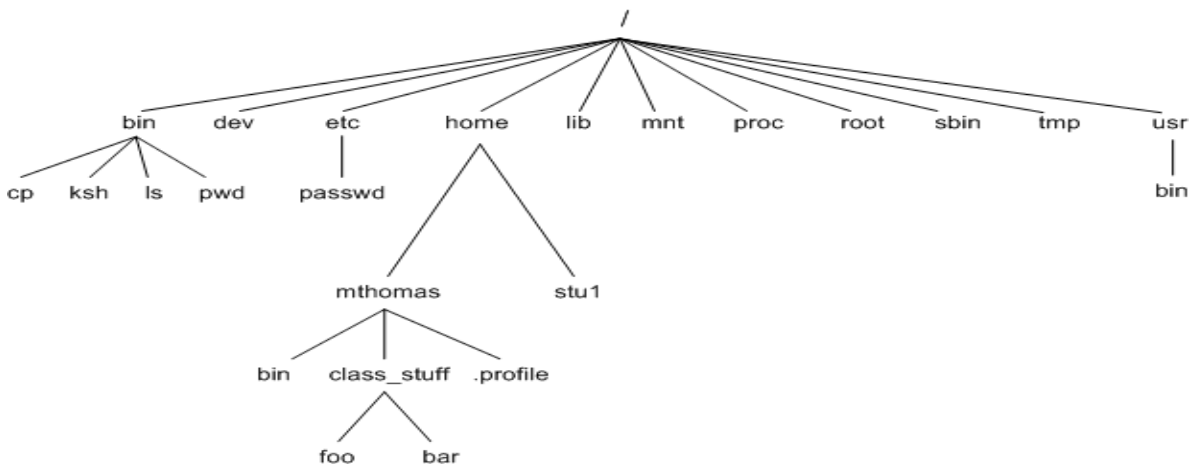 /
bin dev etc home lib mnt proc root sbin tmp usr
cp ksh ls pwd passwd bin
mthomas stu1
bin class_stuff .profile
foo bar